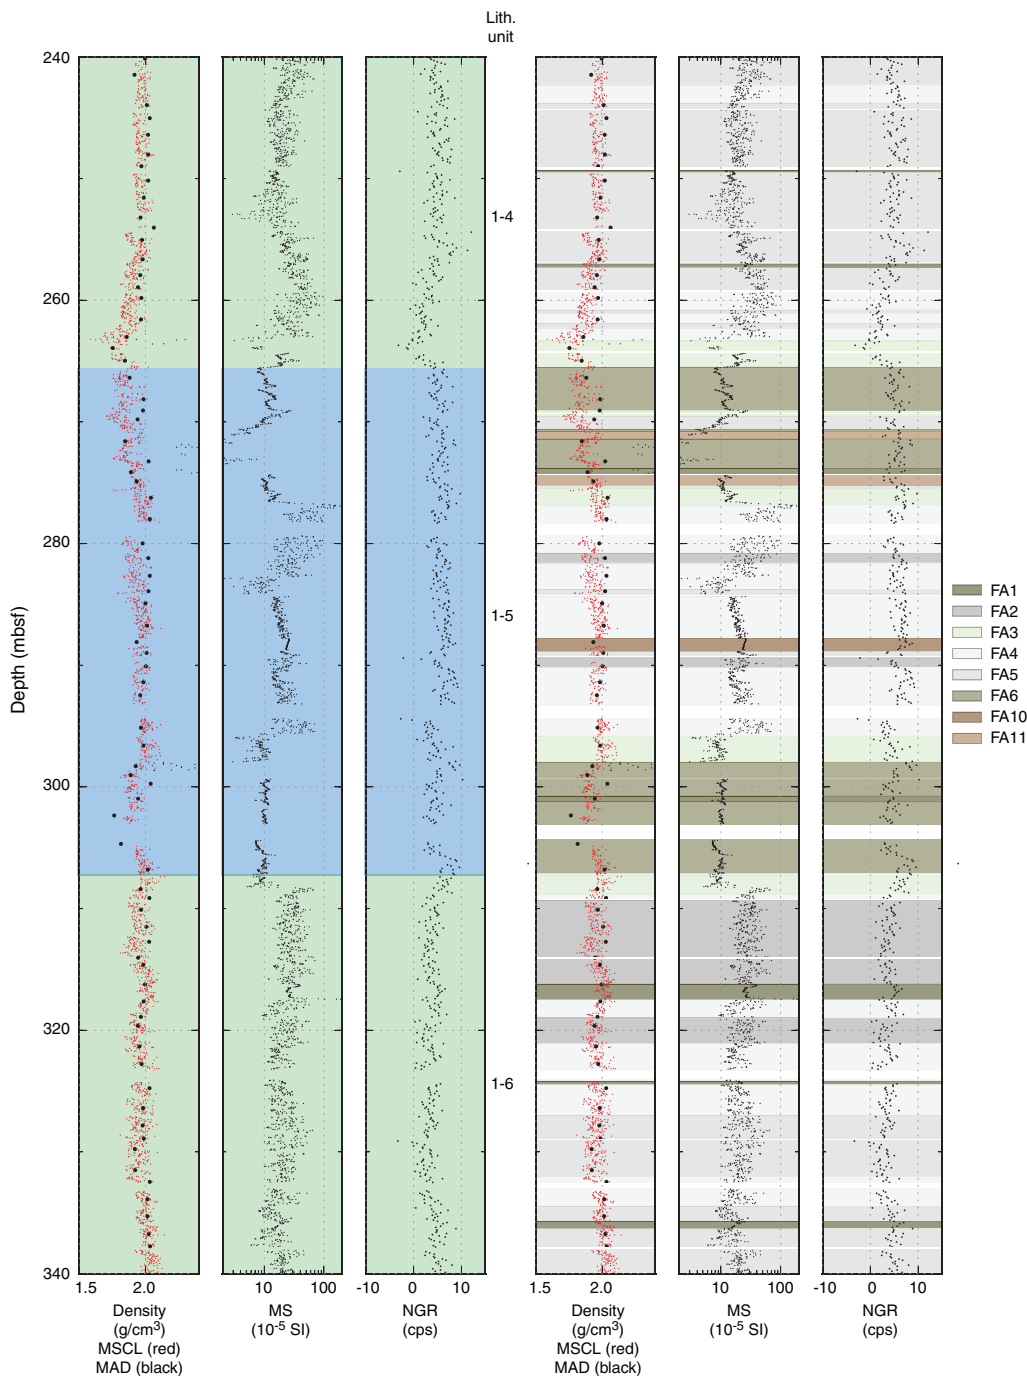 Lith.
unit
240
260
280
300
320
340
Depth (mbsf)
1-4
1-5
1-6
1.5 2.0
10 100
-10 0 10
1.5 2.0
10 100
-10 0 10
Density
(g/cm³)
MSCL (red)
MAD (black)
MS
(10⁻⁵ SI)
NGR
(cps)
Density
(g/cm³)
MSCL (red)
MAD (black)
MS
(10⁻⁵ SI)
NGR
(cps)
FA1
FA2
FA3
FA4
FA5
FA6
FA10
FA11